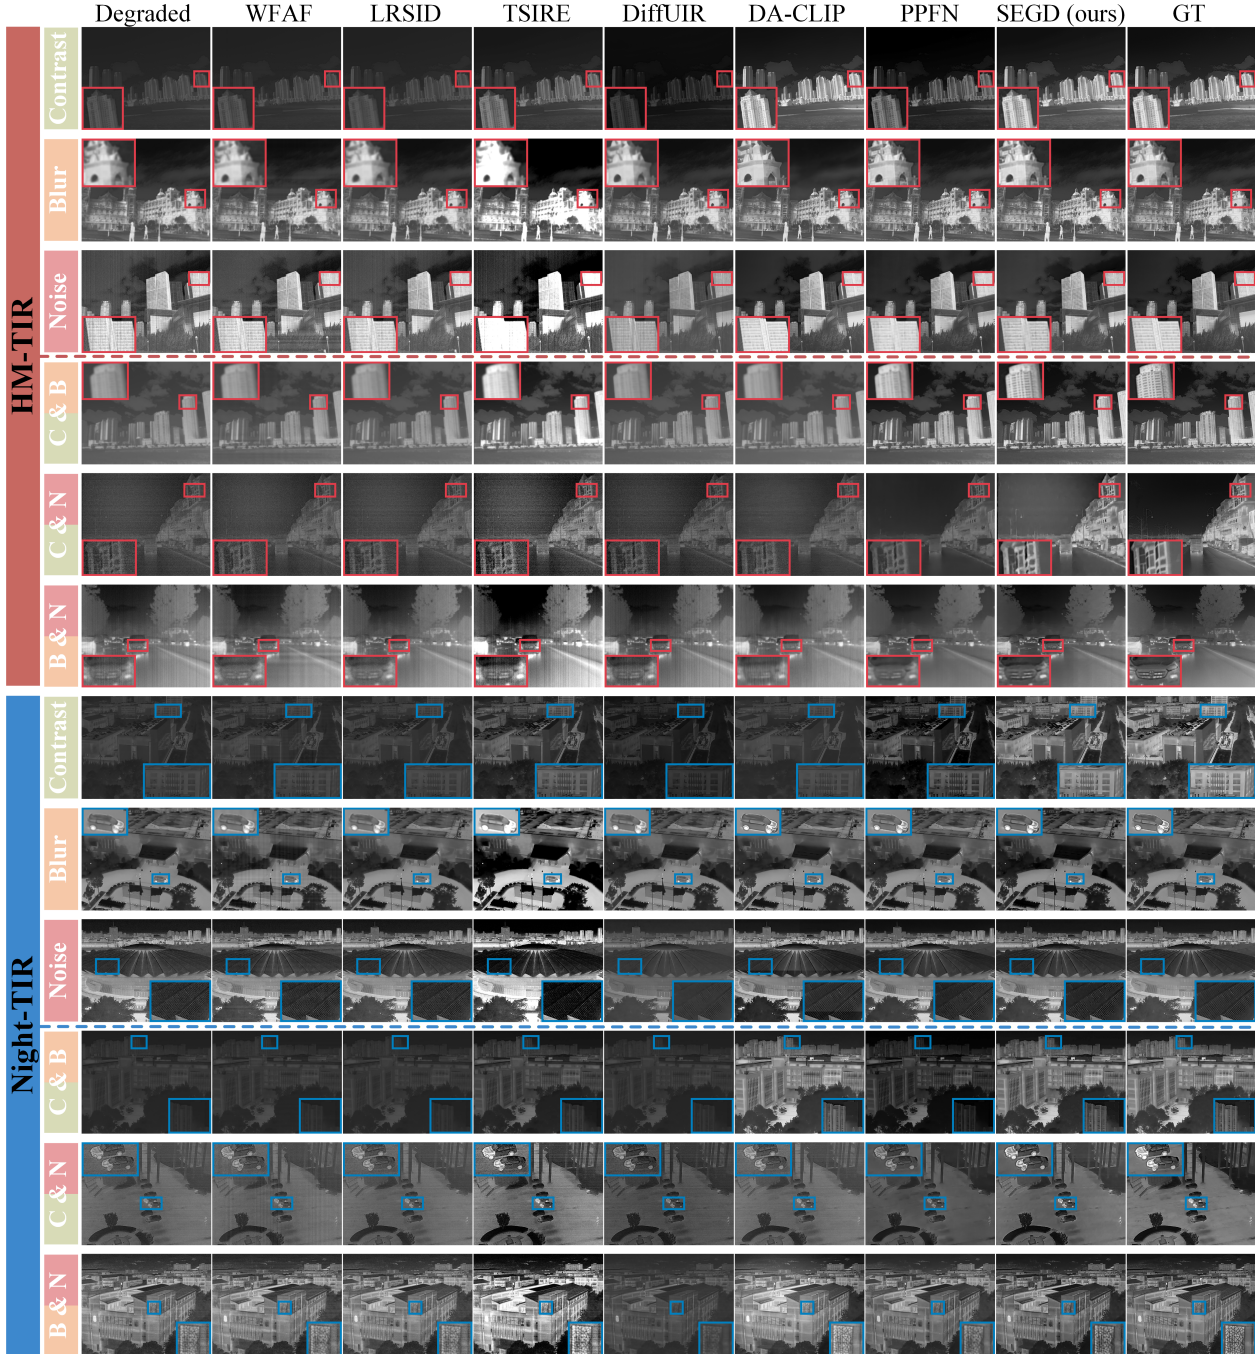 Degraded WFAF LRSID TSIRE DiffUIR DA-CLIP PPFN SEGD (ours) GT
HM-TIR
Contrast
Blur
Noise
C & B
C & N
B & N
Night-TIR
Contrast
Blur
Noise
C & B
C & N
B & N